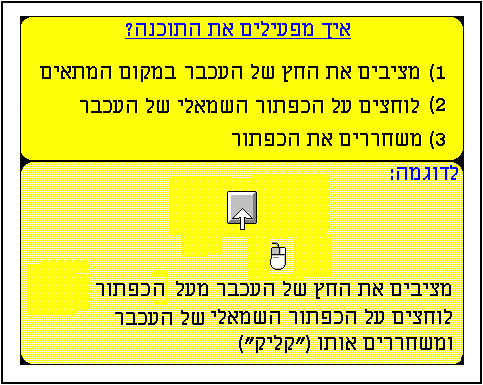 איך מפעילים את התוכנה?
1) מציבים את החץ של העכבר במקום המתאים
2) לוחצים על הכפתור השמאלי של העכבר
3) משחררים את הכפתור
לדוגמה:
מציבים את החץ של העכבר מעל הכפתור
לוחצים על הכפתור השמאלי של העכבר
ומשחררים אותו ("קליק")